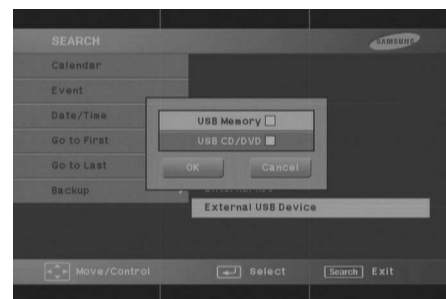 SEARCH
SAMSUNG
Calendar
Event
Date/Time
Go to First
Go to Last
Backup
USB Memory
USB CD/DVD
OK
Cancel
External USB Device
Move/Control
Select
Search
Exit